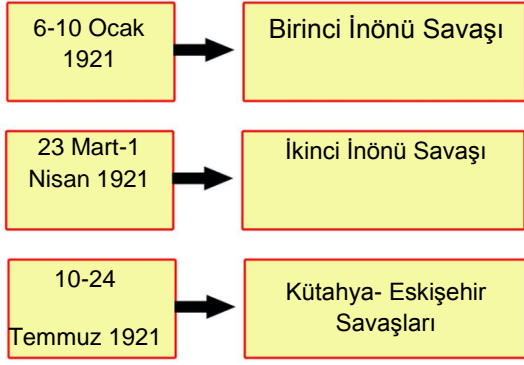 6-10 Ocak
1921
Birinci İnönü Savaşı
23 Mart-1
Nisan 1921
İkinci İnönü Savaşı
10-24
Temmuz 1921
Kütahya- Eskişehir
Savaşları